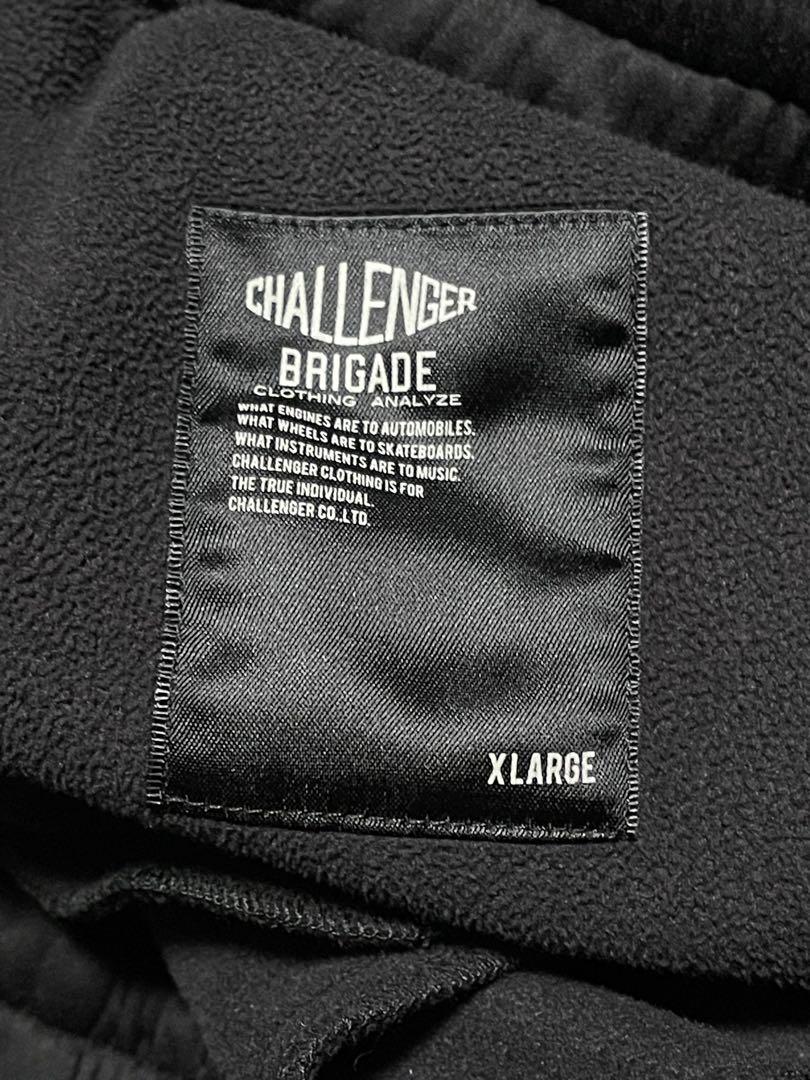 CHALLENGER
BRIGADE
CLOTHING ANALYZE
WHAT ENGINES ARE TO AUTOMOBILES.
WHAT WHEELS ARE TO SKATEBOARDS.
WHAT INSTRUMENTS ARE TO MUSIC.
CHALLENGER CLOTHING IS FOR
THE TRUE INDIVIDUAL.
CHALLENGER CO.,LTD.
X LARGE